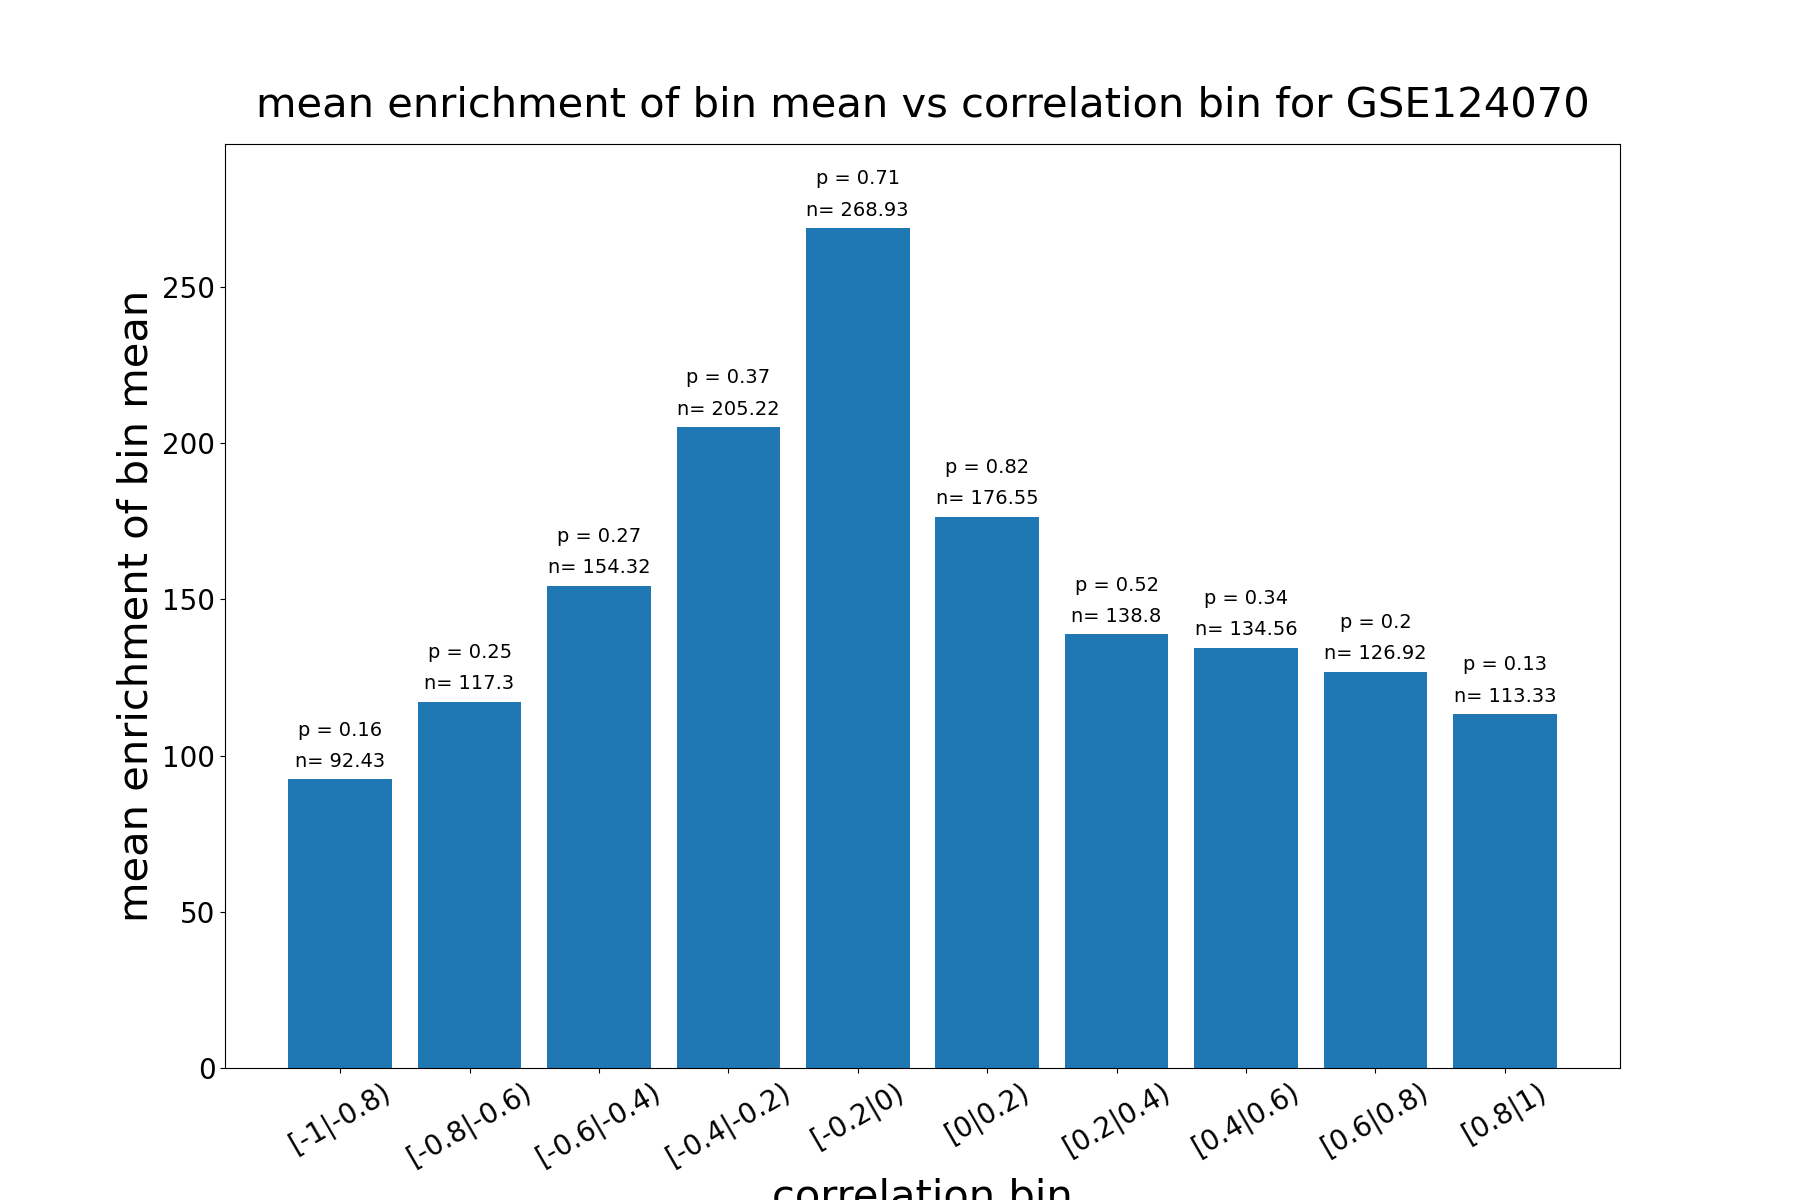 mean enrichment of bin mean vs correlation bin for GSE124070
mean enrichment of bin mean
250
200
150
100
50
0
p = 0.16
n= 92.43
p = 0.25
n= 117.3
p = 0.27
n= 154.32
p = 0.37
n= 205.22
p = 0.71
n= 268.93
p = 0.82
n= 176.55
p = 0.52
n= 138.8
p = 0.34
n= 134.56
p = 0.2
n= 126.92
p = 0.13
n= 113.33
[-1|-0.8)
[-0.8|-0.6)
[-0.6|-0.4)
[-0.4|-0.2)
[-0.2|0)
[0|0.2)
[0.2|0.4)
[0.4|0.6)
[0.6|0.8)
[0.8|1)
correlation bin